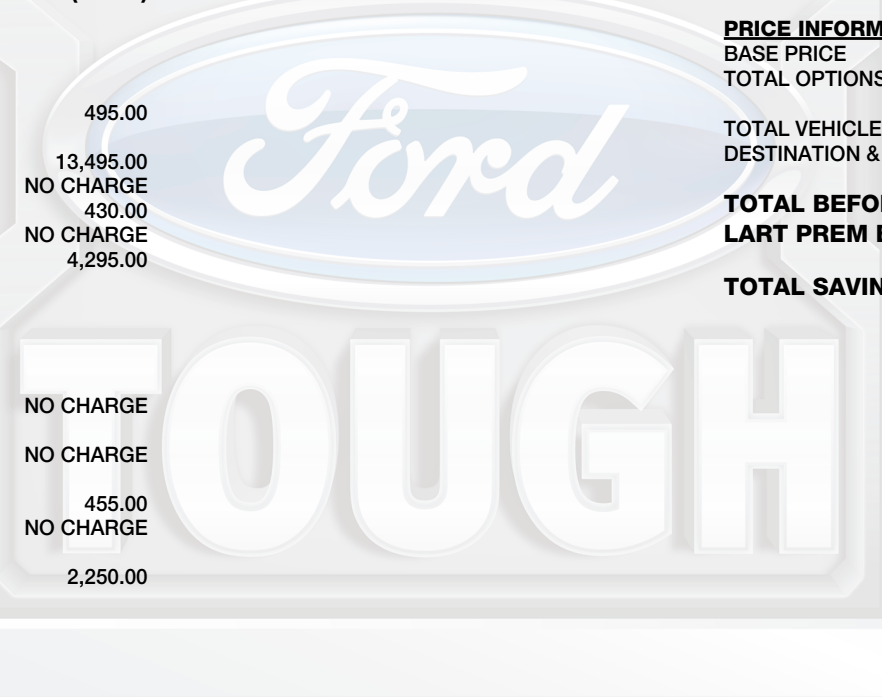 495.00
13,495.00
NO CHARGE
430.00
NO CHARGE
4,295.00
NO CHARGE
NO CHARGE
455.00
NO CHARGE
2,250.00
PRICE INFORM
BASE PRICE
TOTAL OPTIONS
TOTAL VEHICLE
DESTINATION &
TOTAL BEFO
LART PREM
TOTAL SAVIN
Ford
TOUGH